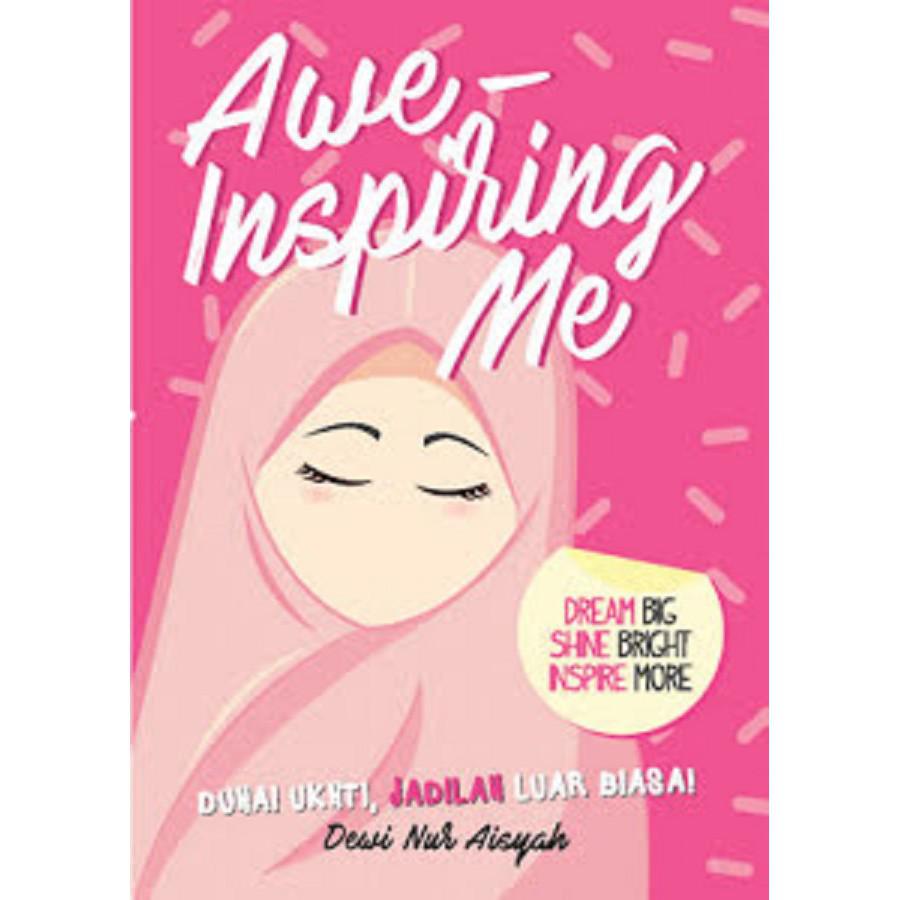 Awe-
Inspiring
Me
DREAM BIG
SHINE BRIGHT
INSPIRE MORE
DUHAI UKHTI, JADILAH LUAR BIASA!
Dewi Nur Aisyah